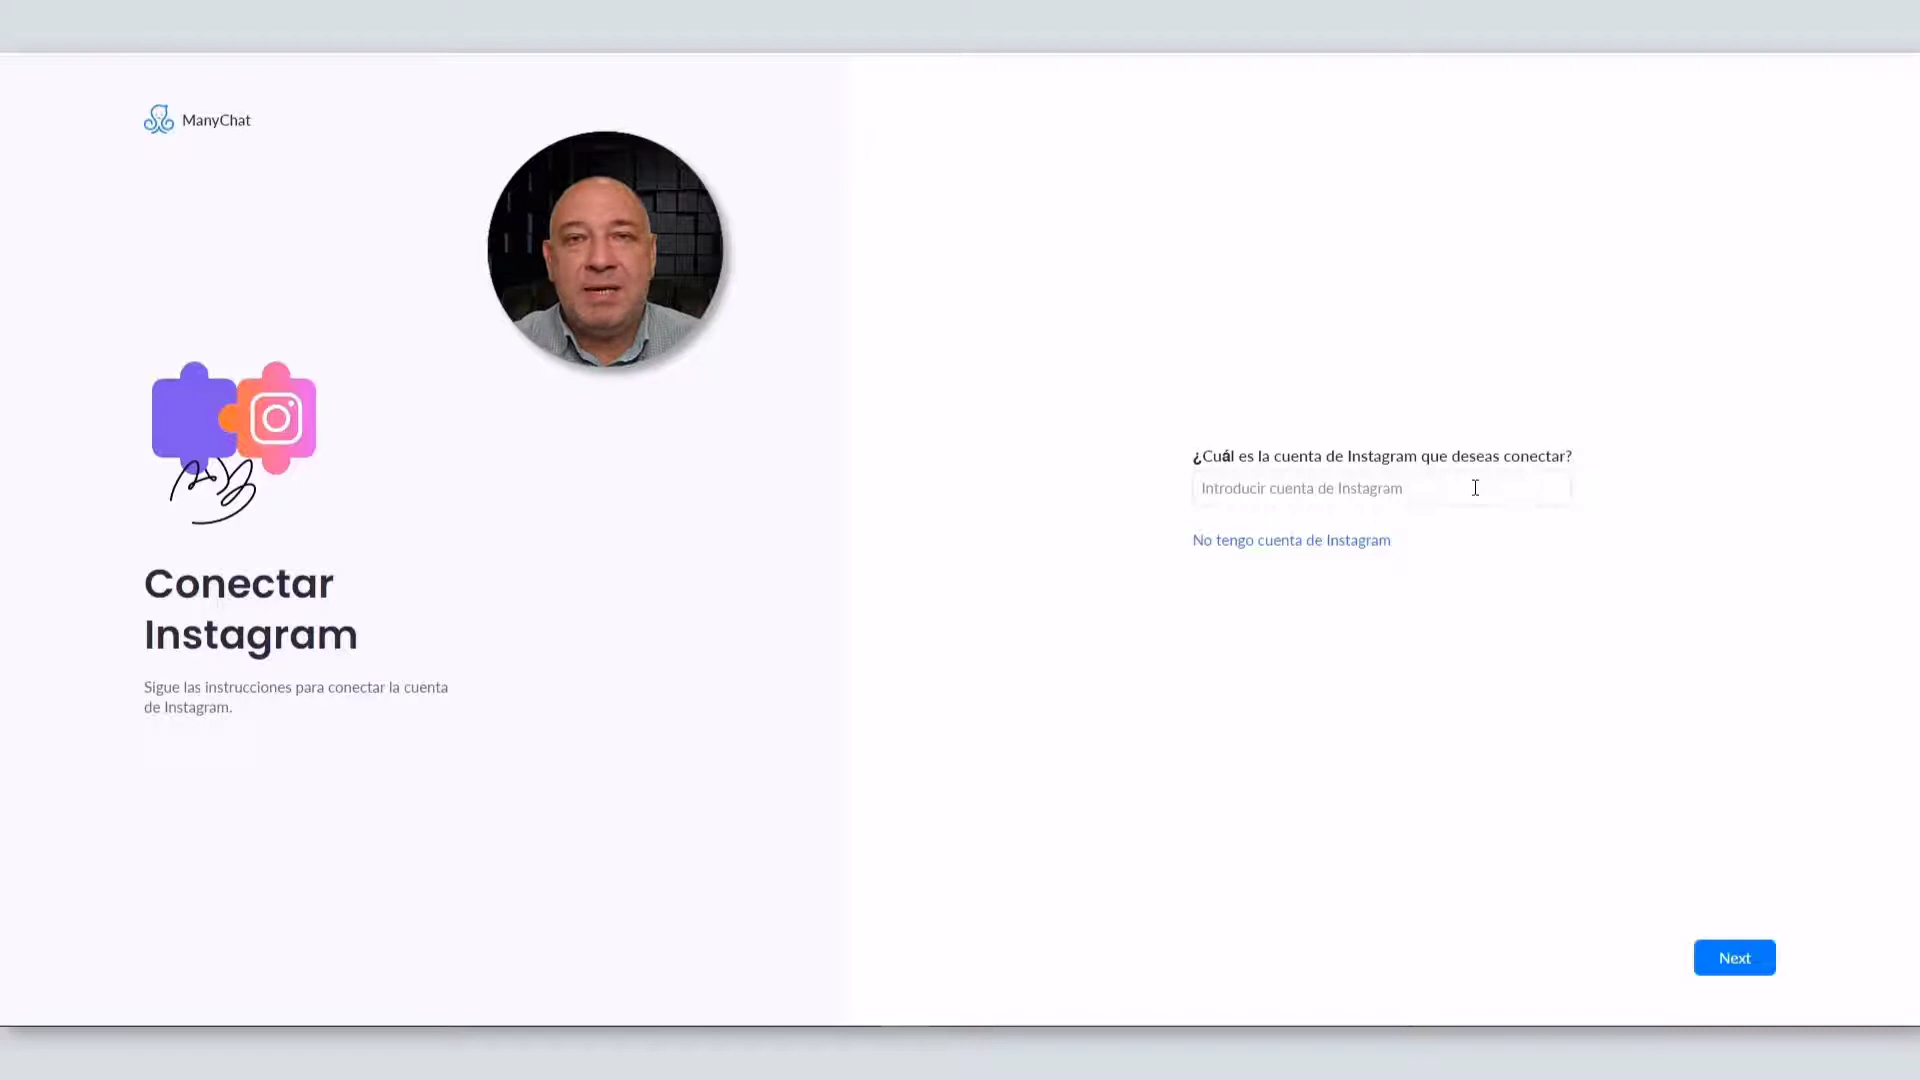 ManyChat
Conectar
Instagram
Sigue las instrucciones para conectar la cuenta
de Instagram.
¿Cuál es la cuenta de Instagram que deseas conectar?
Introducir cuenta de Instagram
No tengo cuenta de Instagram
Next